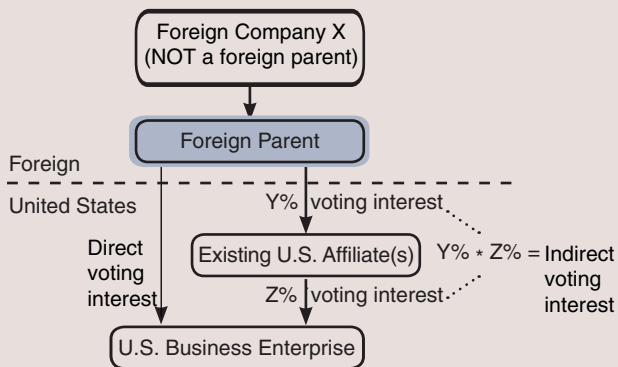 Foreign Company X
(NOT a foreign parent)
Foreign Parent
Foreign
United States
Y% voting interest
Direct
voting
interest
Existing U.S. Affiliate(s)
Y% * Z% = Indirect
voting
interest
Z% voting interest
U.S. Business Enterprise